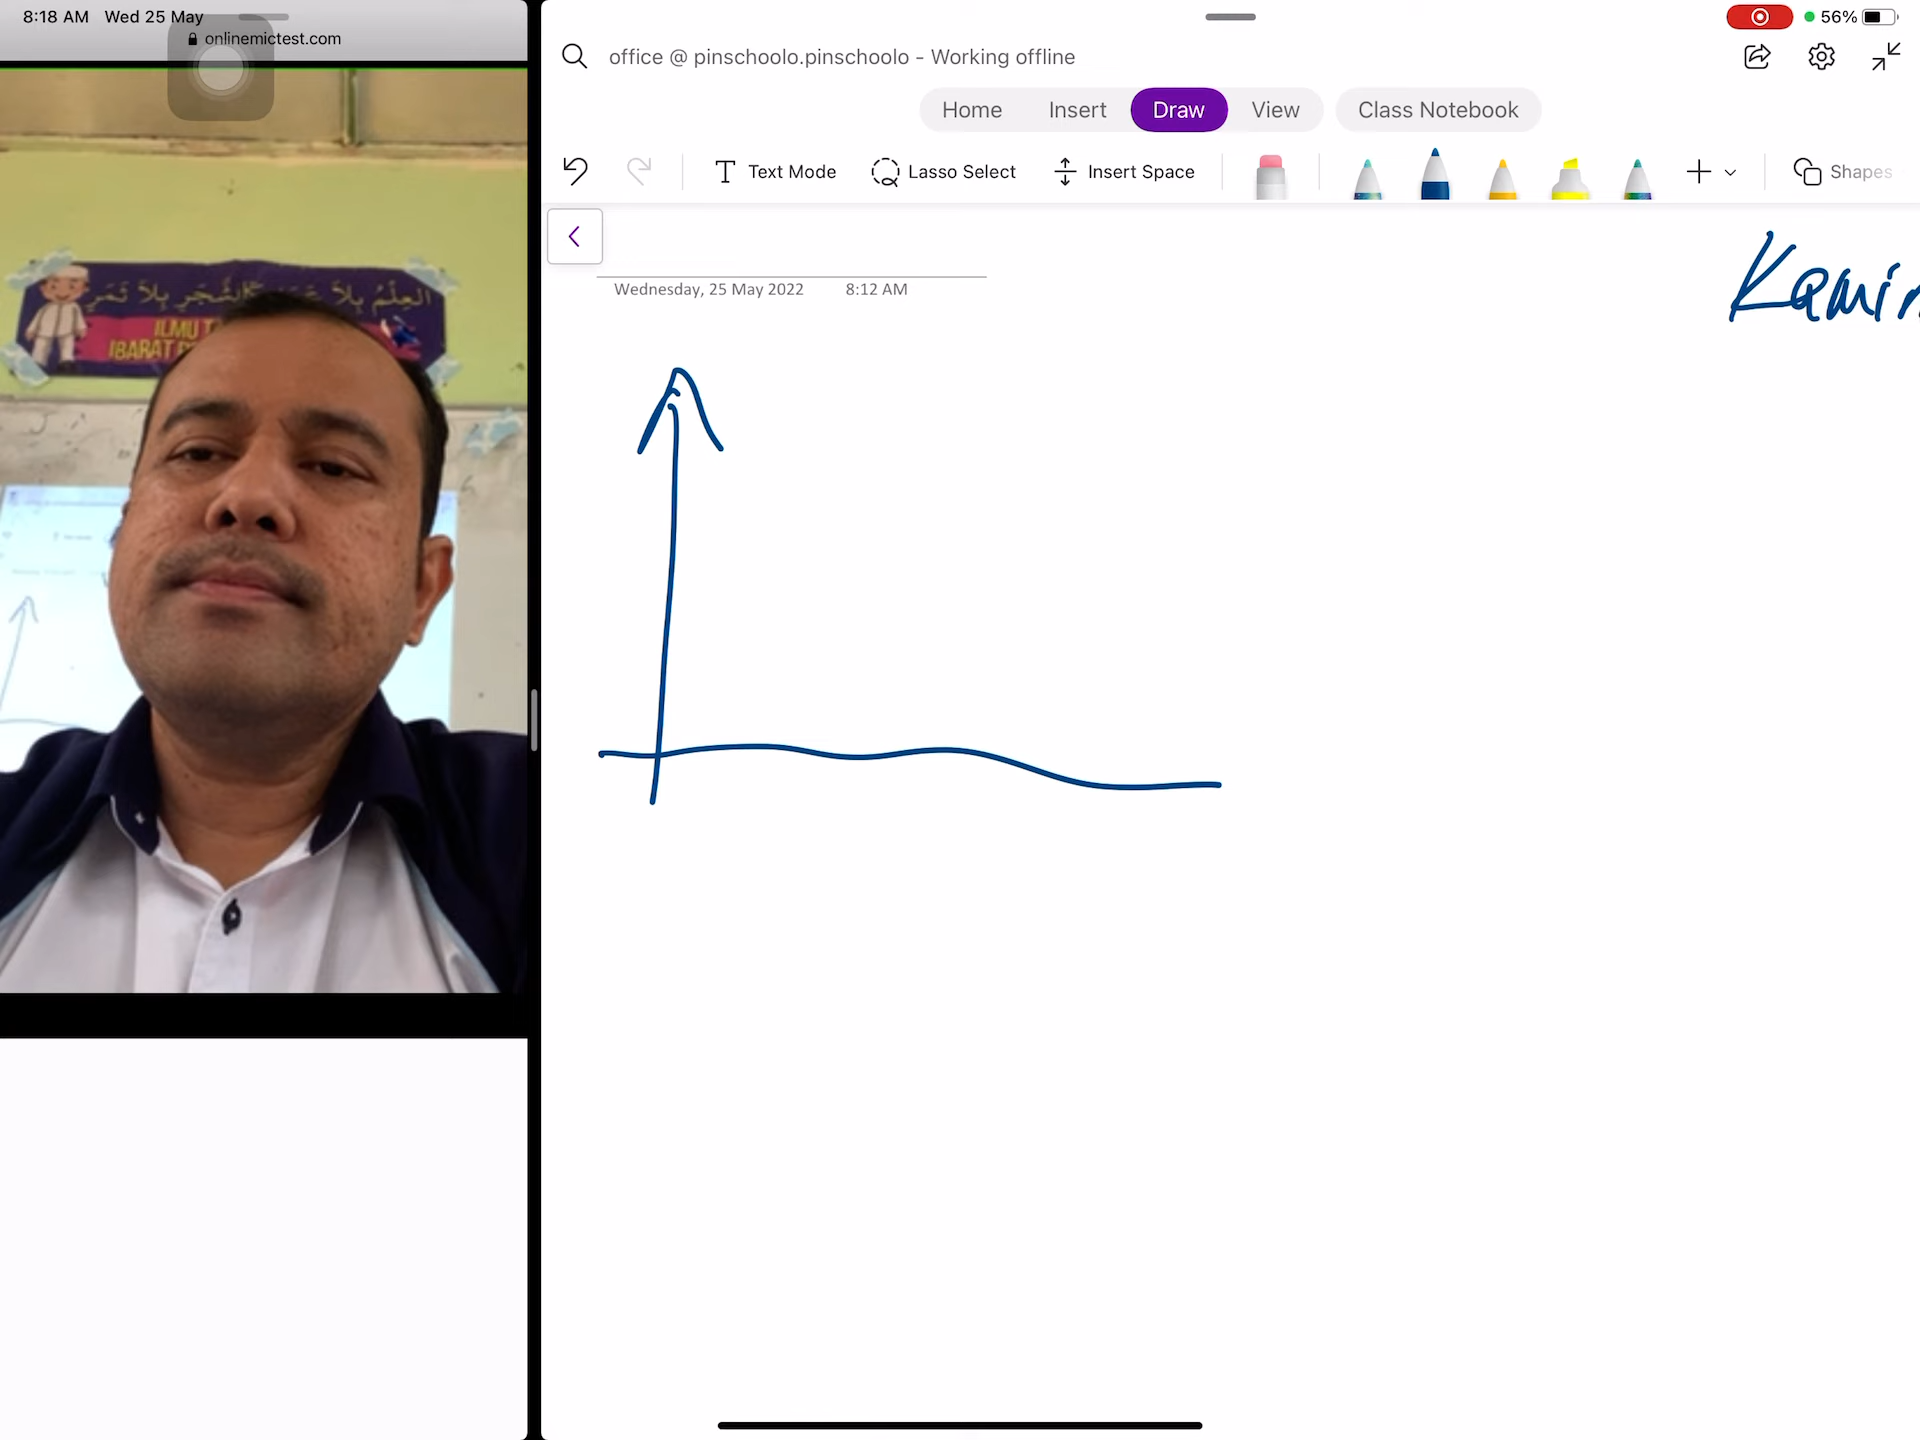 8:18 AM Wed 25 May
onlinemictest.com
56%
office @ pinschoolo.pinschoolo - Working offline
Home Insert Draw View Class Notebook
Text Mode Lasso Select Insert Space Shapes
Wednesday, 25 May 2022 8:12 AM
ILMU T
IBARAT